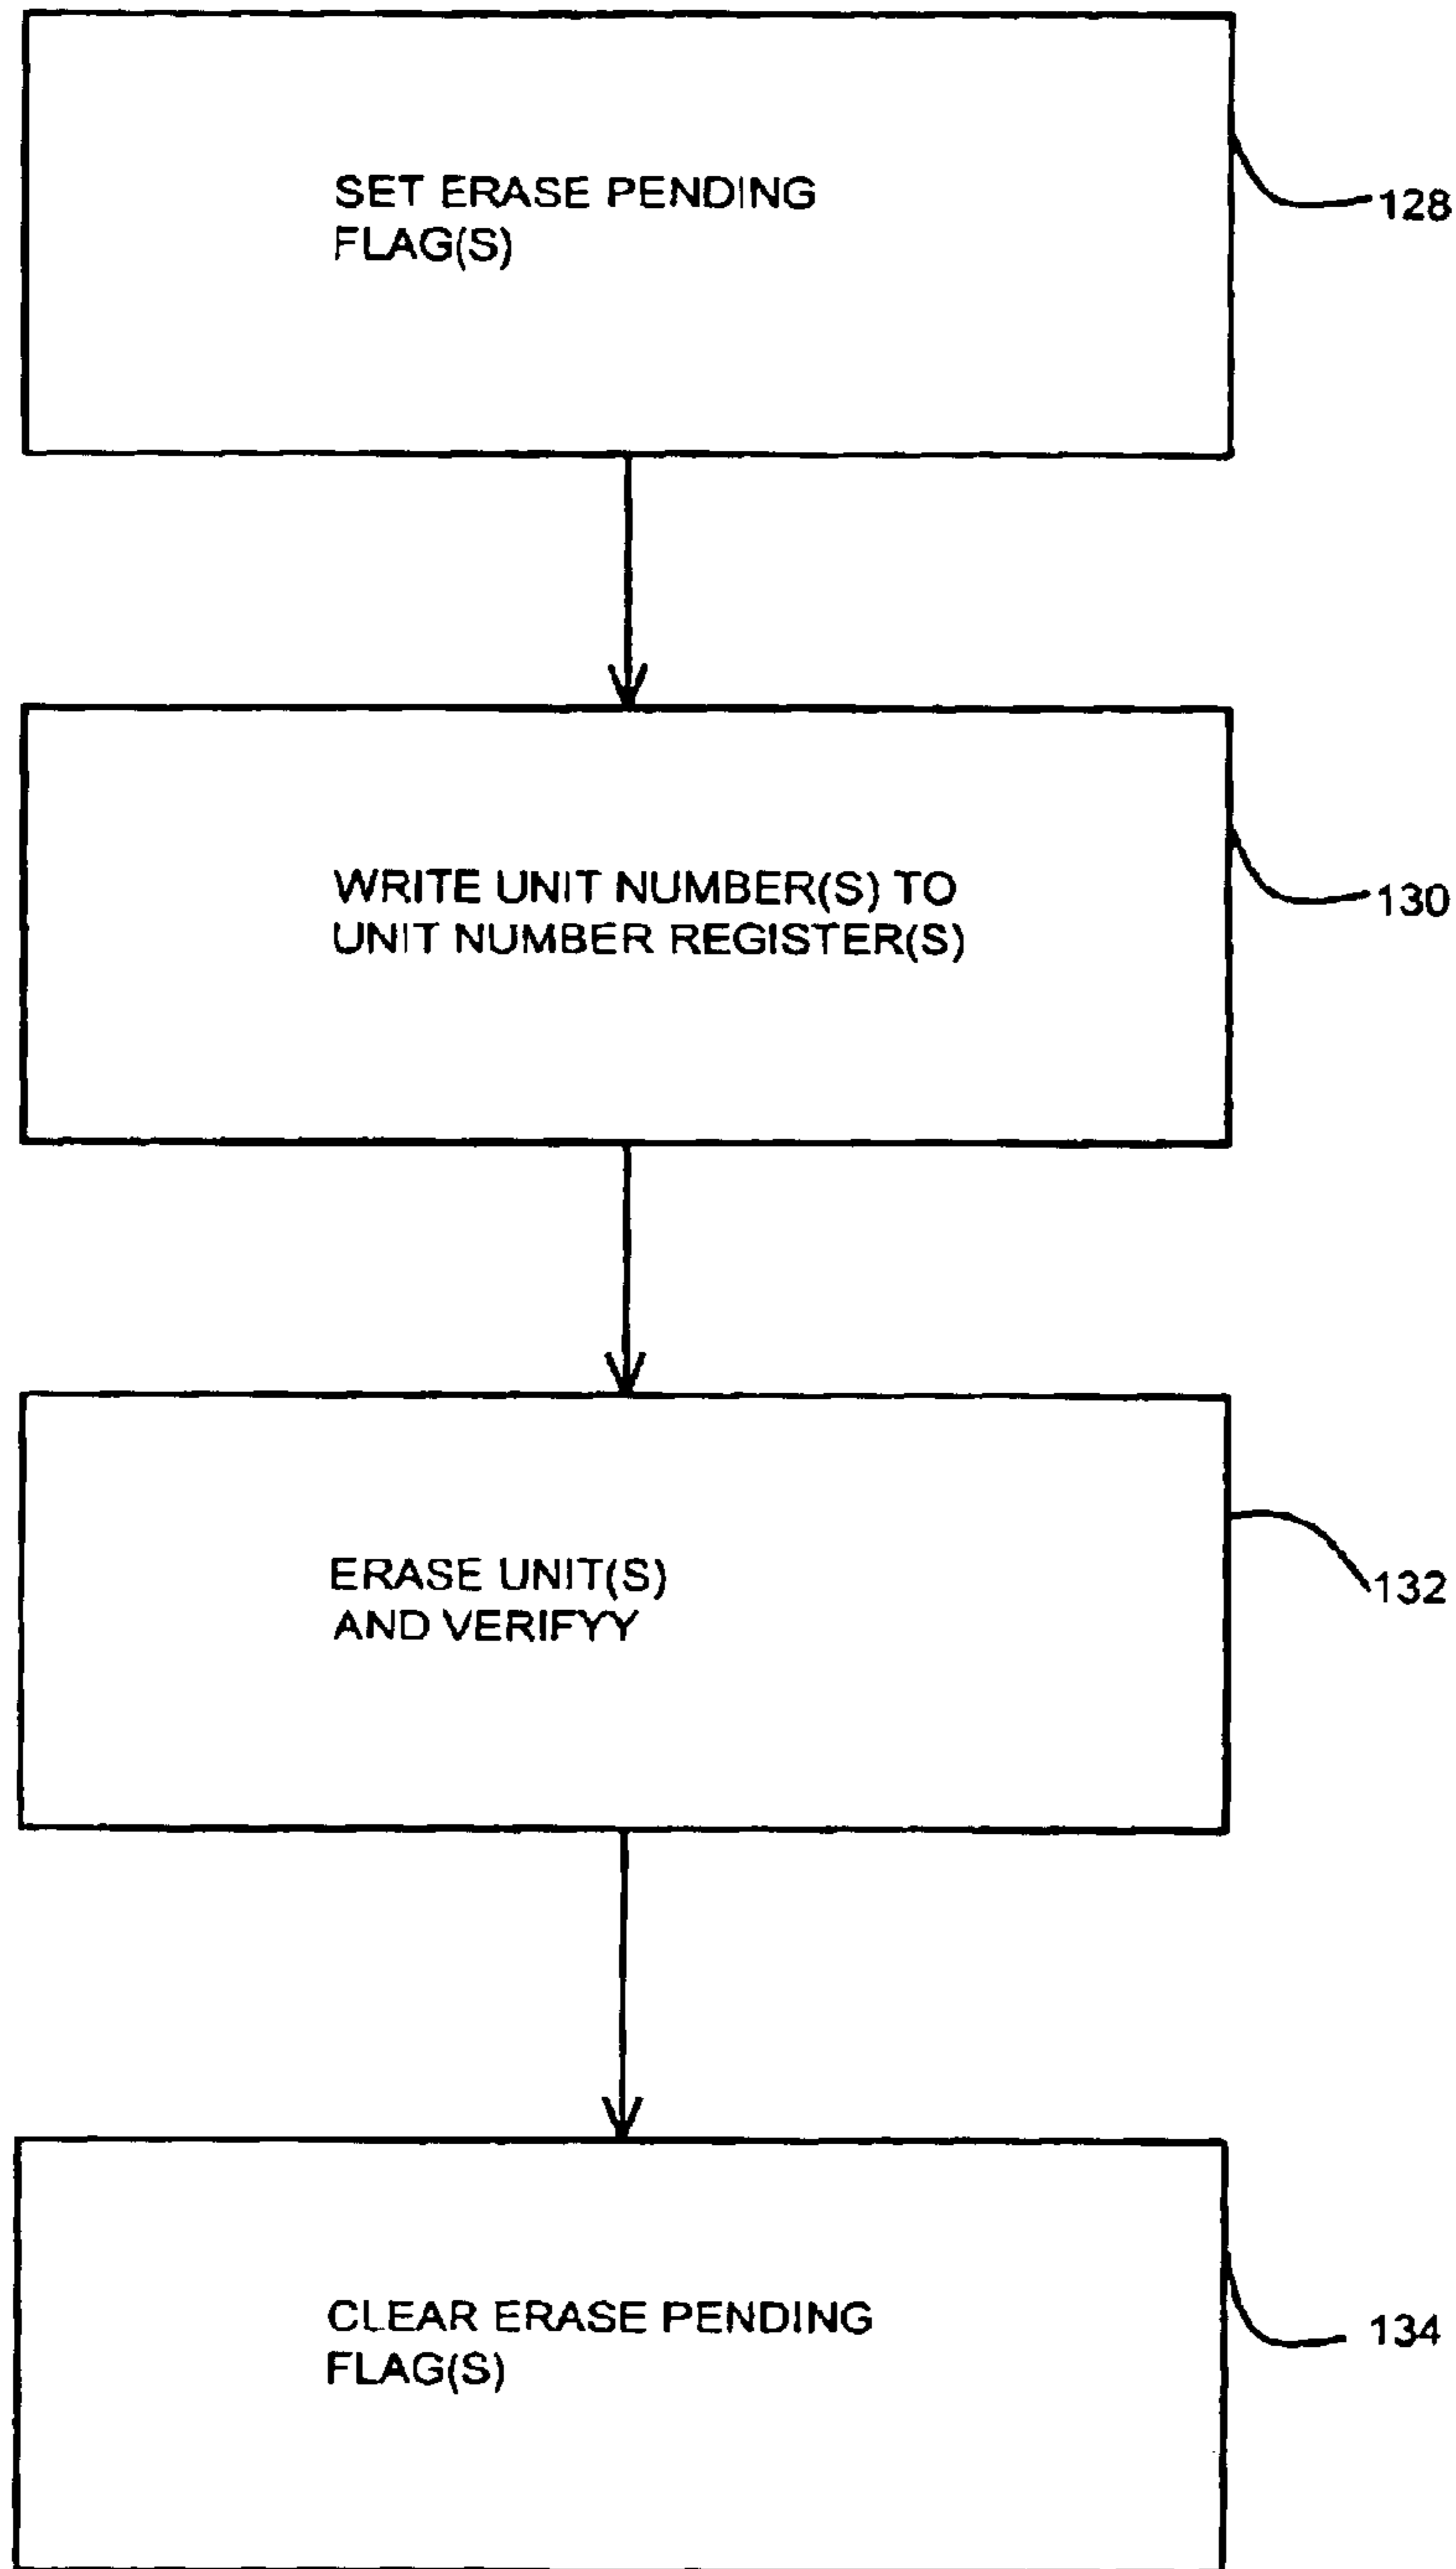 SET ERASE PENDING
FLAG(S)
128
WRITE UNIT NUMBER(S) TO
UNIT NUMBER REGISTER(S)
130
ERASE UNIT(S)
AND VERIFYY
132
CLEAR ERASE PENDING
FLAG(S)
134